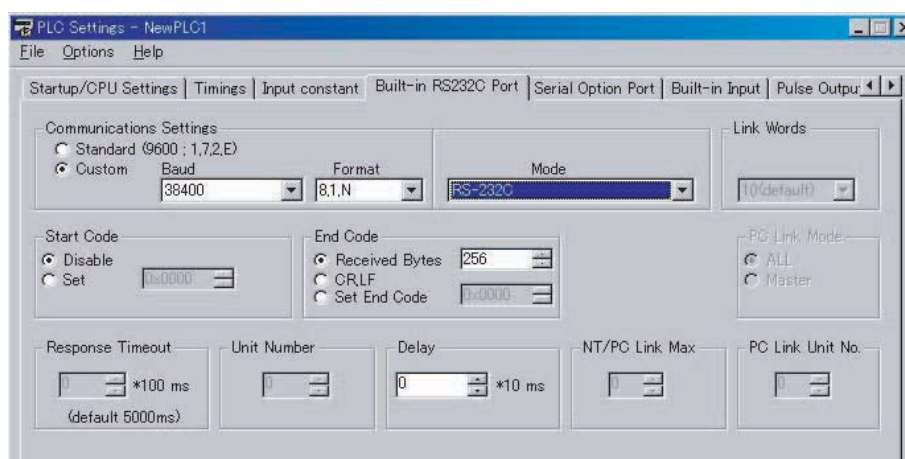 PLC Settings - NewPLC1
File Options Help
Startup/CPU Settings Timings Input constant Built-in RS232C Port Serial Option Port Built-in Input Pulse Outpu
Communications Settings
Standard (9600 ; 1,7,2,E)
Custom
Baud
38400
Format
8,1,N
Mode
RS-232C
Link Words
10(default)
Start Code
Disable
Set
0x0000
End Code
Received Bytes
256
CR,LF
Set End Code
0x0000
PC Link Mode
ALL
Master
Response Timeout
0 *100 ms
(default 5000ms)
Unit Number
0
Delay
0 *10 ms
NT/PC Link Max
0
PC Link Unit No.
0